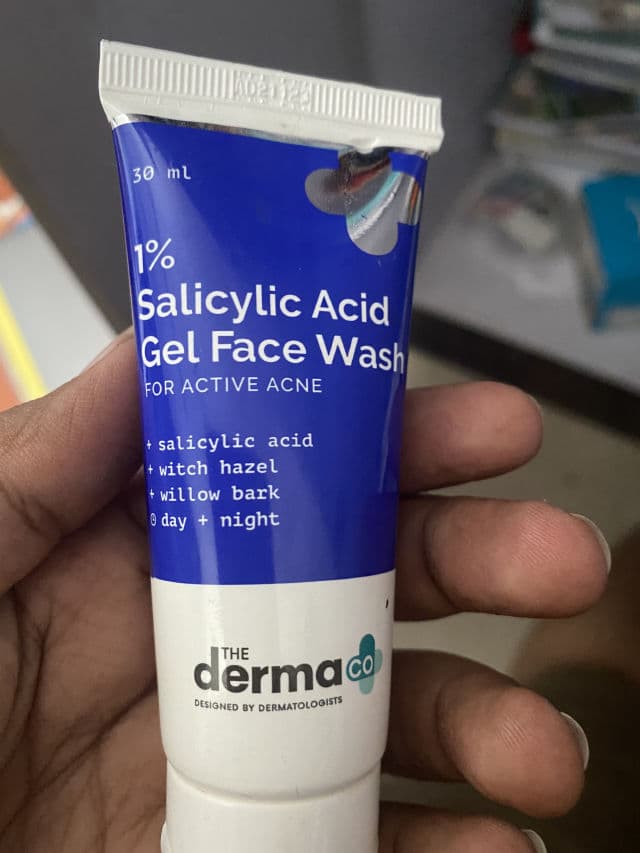 30 ml
1%
Salicylic Acid
Gel Face Wash
FOR ACTIVE ACNE
+ salicylic acid
+ witch hazel
+ willow bark
day + night
THE
derma co
DESIGNED BY DERMATOLOGISTS